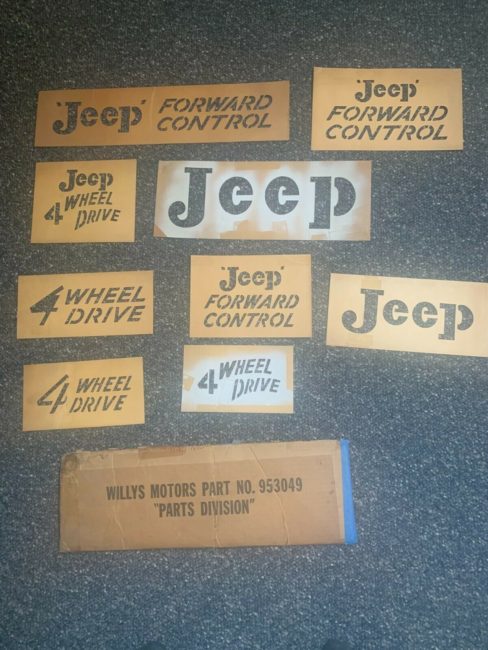 'Jeep' FORWARD
CONTROL
'Jeep'
FORWARD
CONTROL
Jeep
4 WHEEL
DRIVE
Jeep
4 WHEEL
DRIVE
'Jeep'
FORWARD
CONTROL
Jeep
4 WHEEL
DRIVE
4 WHEEL
DRIVE
WILLYS MOTORS PART NO. 953049
"PARTS DIVISION"